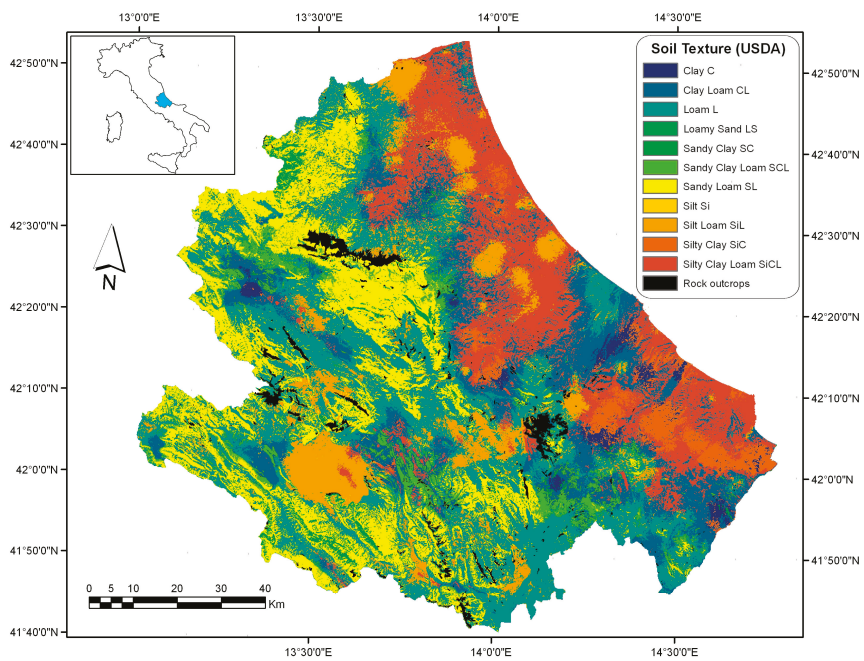 13°0'0"E 13°30'0"E 14°0'0"E 14°30'0"E
42°50'0"N
42°40'0"N
42°30'0"N
42°20'0"N
42°10'0"N
42°0'0"N
41°50'0"N
41°40'0"N
N
Soil Texture (USDA)
Clay C
Clay Loam CL
Loam L
Loamy Sand LS
Sandy Clay SC
Sandy Clay Loam SCL
Sandy Loam SL
Silt Si
Silt Loam SiL
Silty Clay SiC
Silty Clay Loam SiCL
Rock outcrops
42°50'0"N
42°40'0"N
42°30'0"N
42°20'0"N
42°10'0"N
42°0'0"N
41°50'0"N
0 5 10 20 30 40
Km
13°30'0"E 14°0'0"E 14°30'0"E